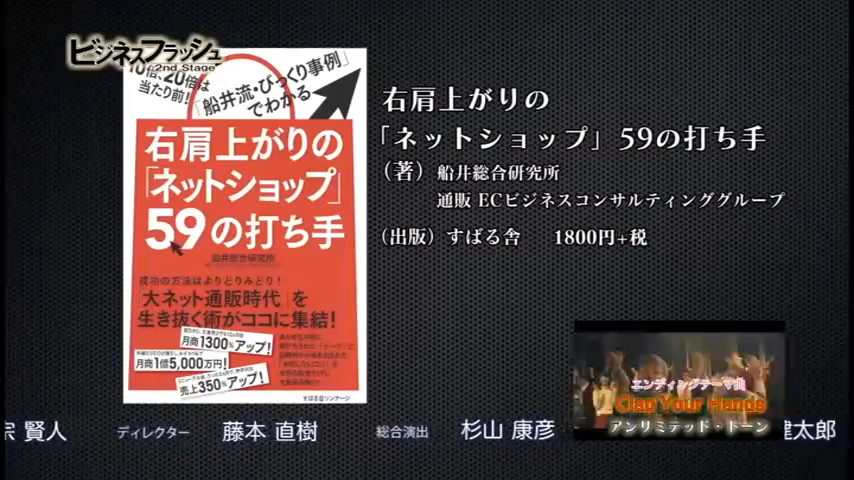 ビジネスフラッシュ
2nd Stage
10倍、20倍は
当たり前!
「船井流・びっくり事例」
でわかる
右肩上がりの
「ネットショップ」
59の打ち手
船井総合研究所
成功の方法はよりどりみどり!
「大ネット通販時代」を
生き抜く術がココに集結!
月商1300%アップ!
月商1億5,000万円!
売上350%アップ!
すばる舎リンケージ
右肩上がりの
「ネットショップ」59の打ち手
(著)船井総合研究所
通販 ECビジネスコンサルティンググループ
(出版)すばる舎 1800円+税
エンディングテーマ曲
Clap Your Hands
アンリミテッド・トーン
宗 賢人 ディレクター 藤本 直樹 総合演出 杉山 康彦 健太郎